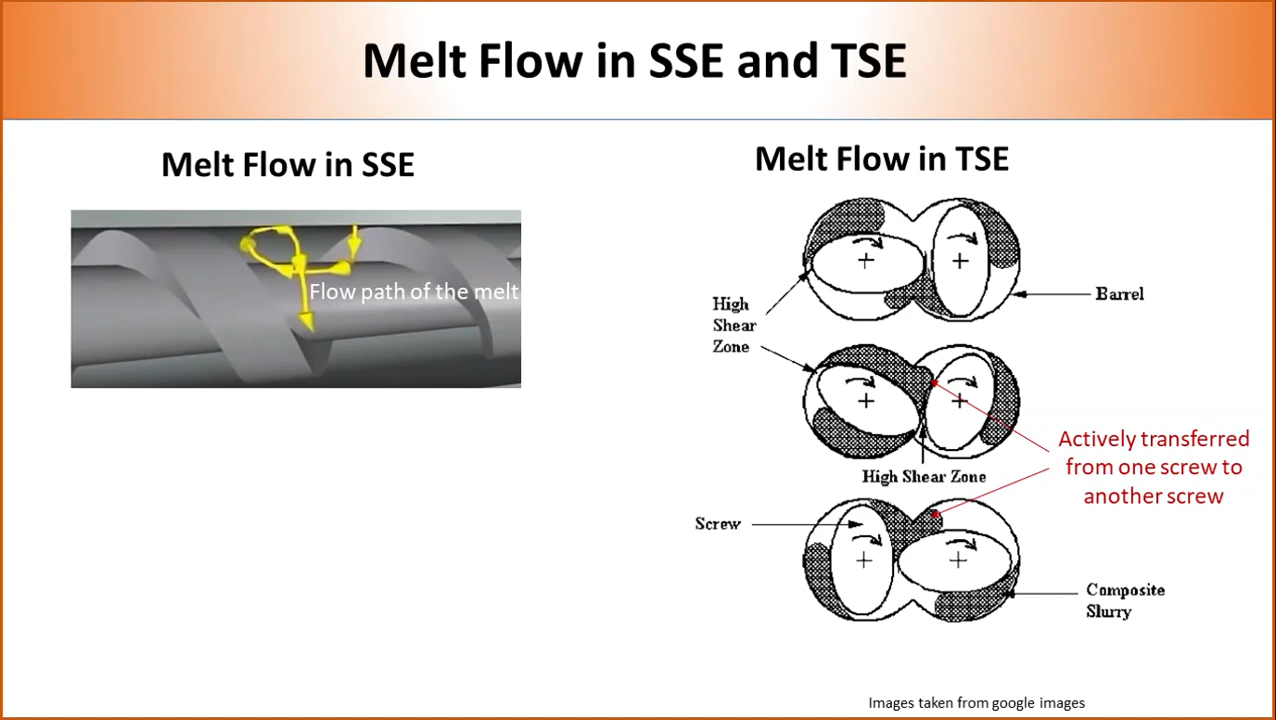 Melt Flow in SSE and TSE
Melt Flow in SSE
Flow path of the melt
Melt Flow in TSE
High
Shear
Zone
Barrel
High Shear Zone
Actively transferred
from one screw to
another screw
Screw
Composite
Slurry
Images taken from google images